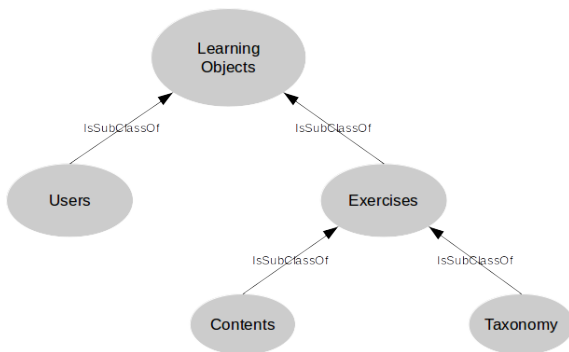 Learning
Objects
IsSubClassOf
IsSubClassOf
Users
Exercises
IsSubClassOf
IsSubClassOf
Contents
Taxonomy